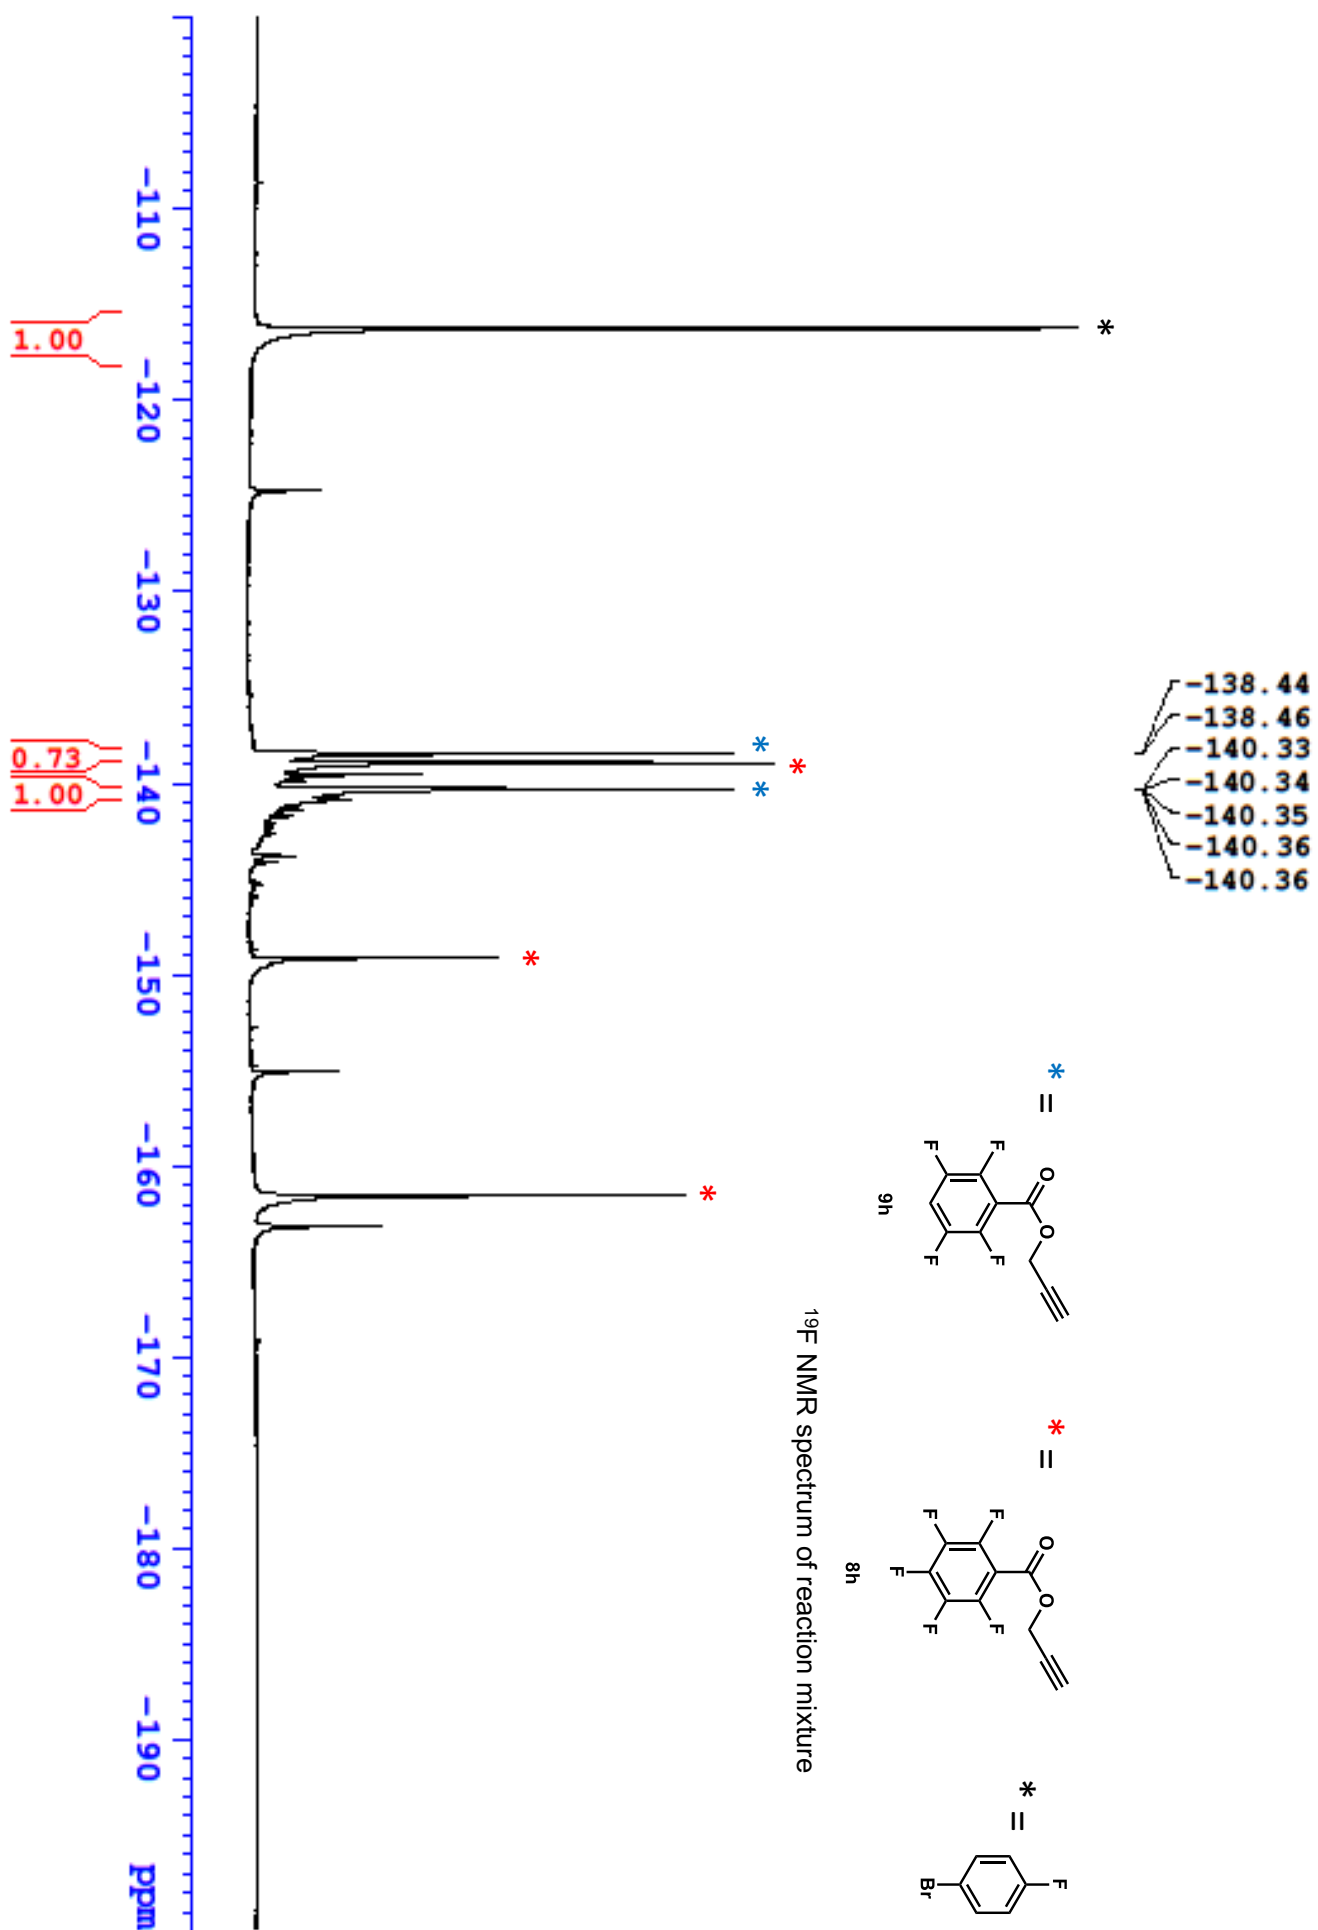 -138.44
-138.46
-140.33
-140.34
-140.35
-140.36
-140.36
*
*
*
*
*
*
* =
F
F
F
F
O
O
9h
* =
F
F
F
F
F
O
O
8h
* =
F
Br
19F NMR spectrum of reaction mixture
-110
-120
-130
-140
-150
-160
-170
-180
-190
ppm
1.00
0.73
1.00